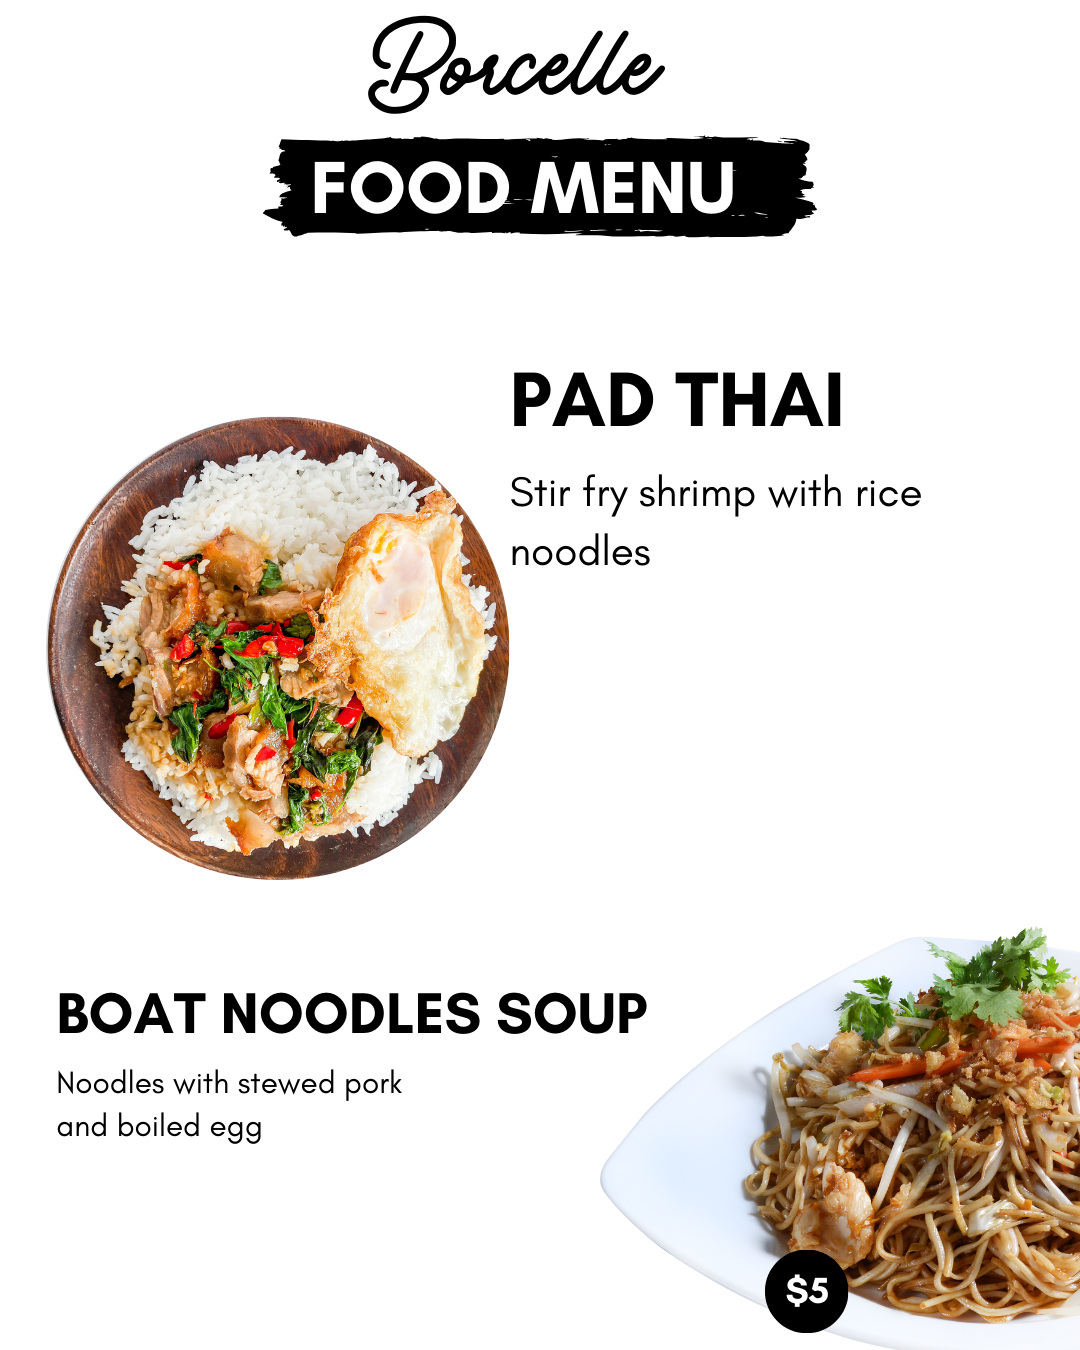 Borcelle
FOOD MENU
PAD THAI
Stir fry shrimp with rice
noodles
BOAT NOODLES SOUP
Noodles with stewed pork
and boiled egg
$5